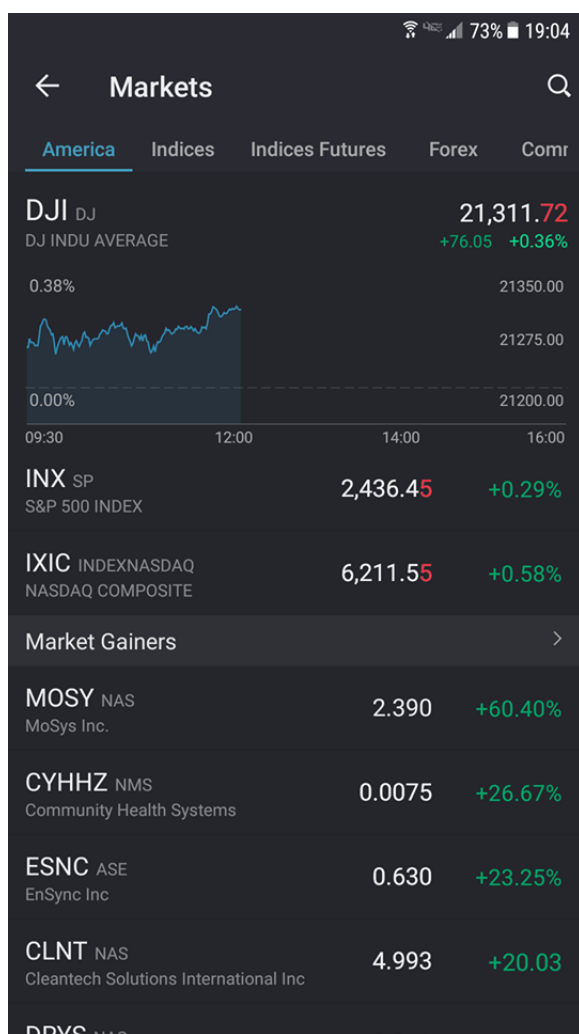 73% 19:04
Markets
America Indices Indices Futures Forex Comr
DJI DJ 21,311.72
DJ INDU AVERAGE +76.05 +0.36%
0.38% 21350.00
21275.00
0.00% 21200.00
09:30 12:00 14:00 16:00
INX SP 2,436.45 +0.29%
S&P 500 INDEX
IXIC INDEXNASDAQ 6,211.55 +0.58%
NASDAQ COMPOSITE
Market Gainers
MOSY NAS 2.390 +60.40%
MoSys Inc.
CYHHZ NMS 0.0075 +26.67%
Community Health Systems
ESNC ASE 0.630 +23.25%
EnSync Inc
CLNT NAS 4.993 +20.03
Cleantech Solutions International Inc